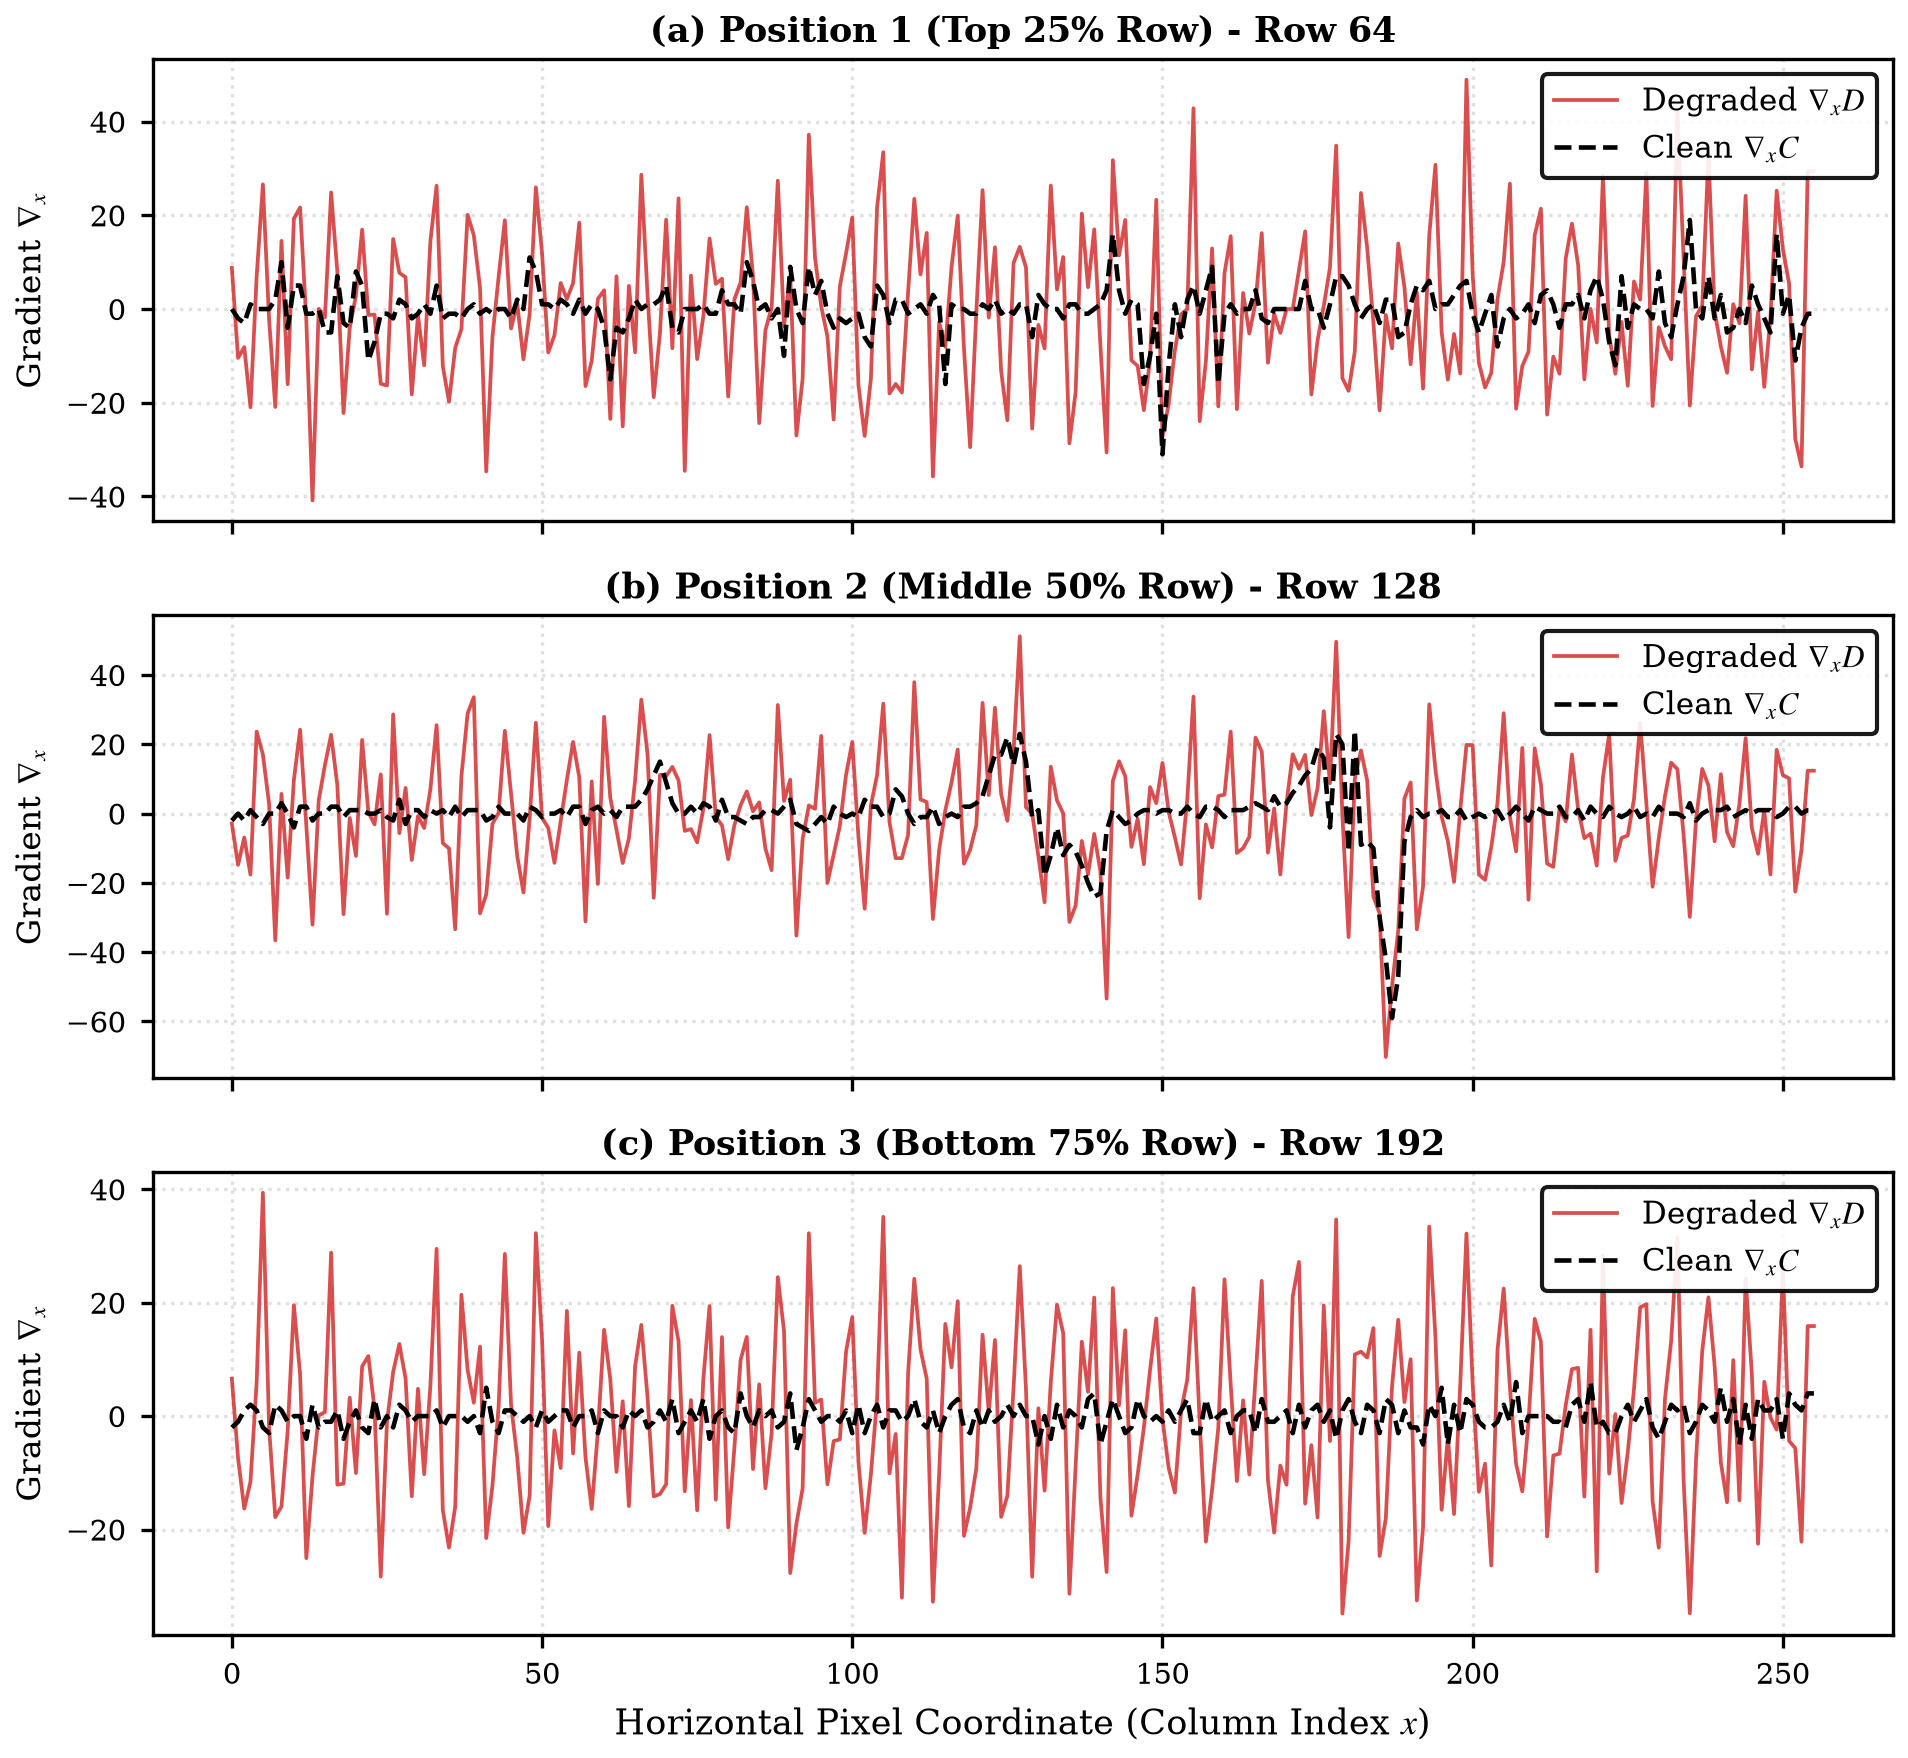 (a) Position 1 (Top 25% Row) - Row 64
Gradient ∇ₓ
40
20
0
−20
−40
Degraded ∇ₓD
Clean ∇ₓC
(b) Position 2 (Middle 50% Row) - Row 128
Gradient ∇ₓ
40
20
0
−20
−40
−60
Degraded ∇ₓD
Clean ∇ₓC
(c) Position 3 (Bottom 75% Row) - Row 192
Gradient ∇ₓ
40
20
0
−20
Degraded ∇ₓD
Clean ∇ₓC
0 50 100 150 200 250
Horizontal Pixel Coordinate (Column Index x)